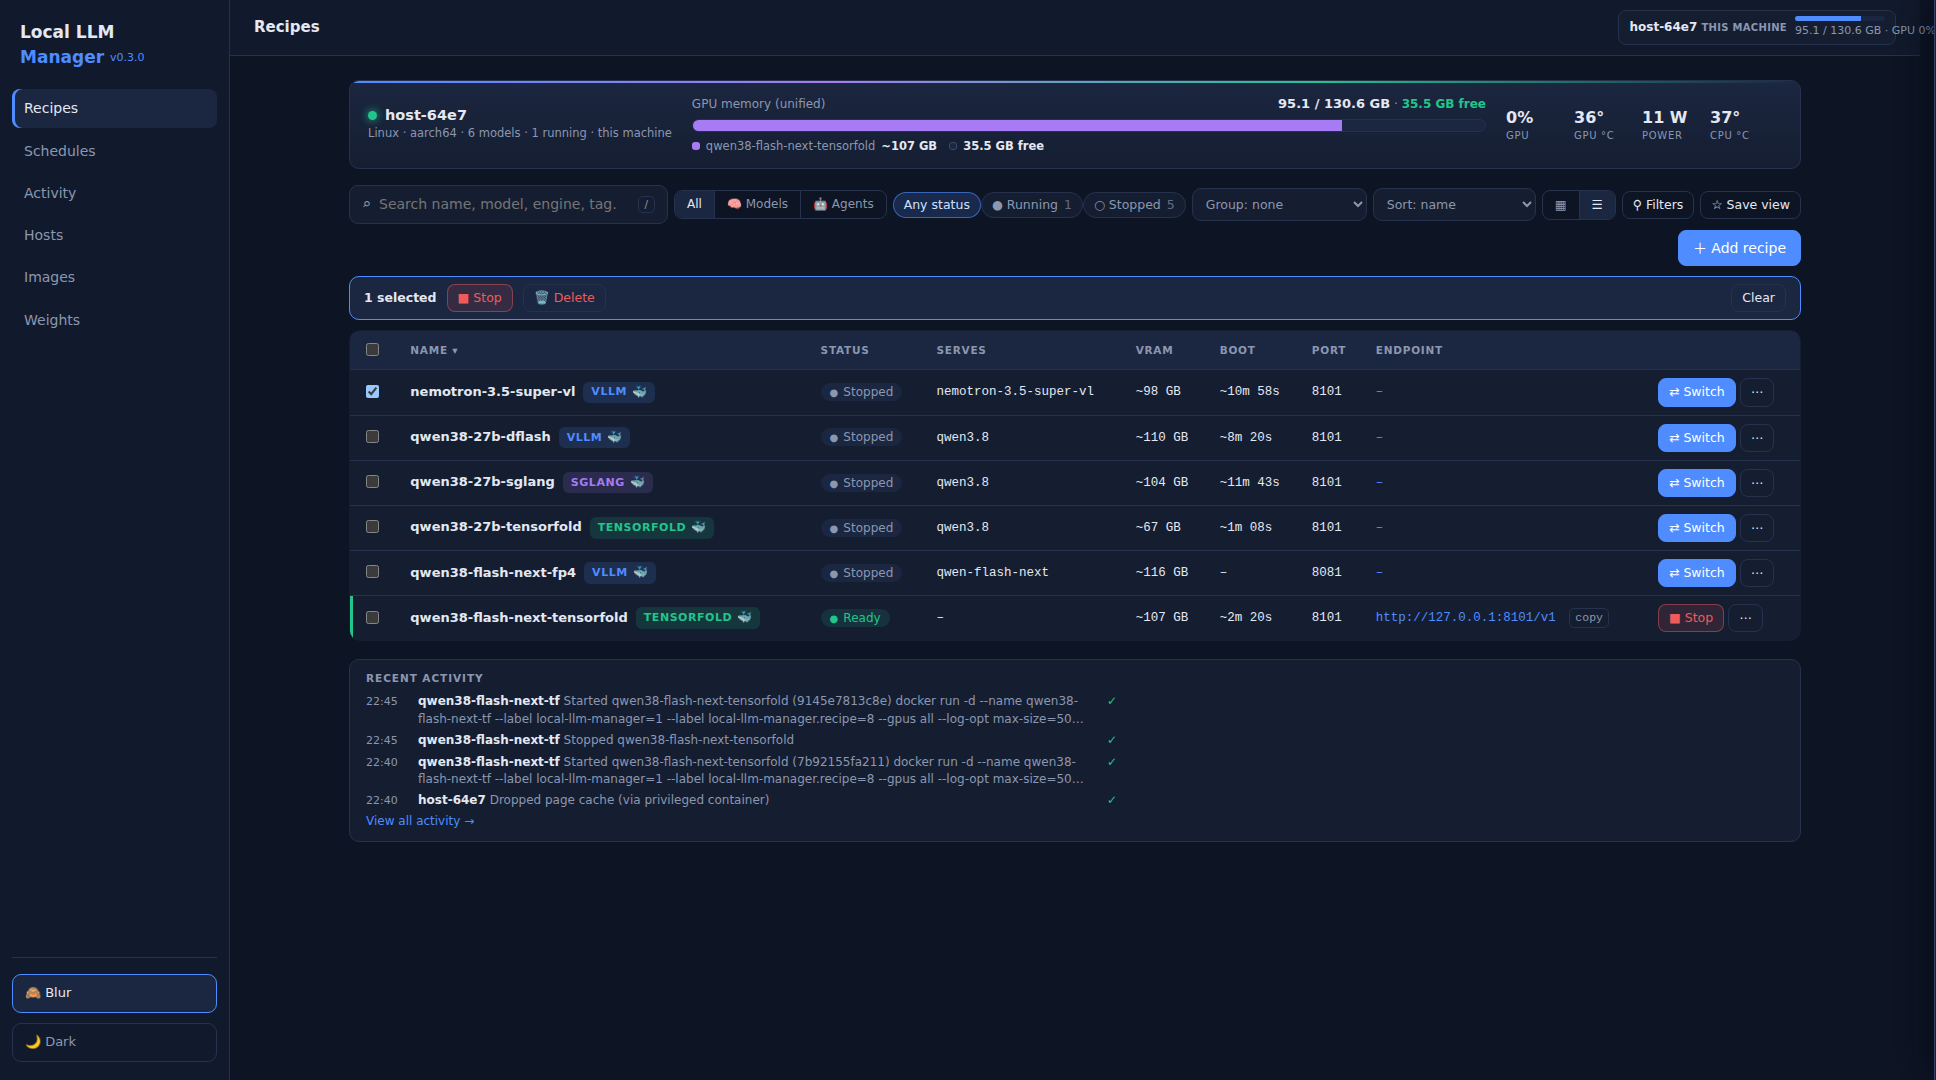 Local LLM
Manager v0.3.0
Recipes
Schedules
Activity
Hosts
Images
Weights
🙈 Blur
🌙 Dark
Recipes
host-64e7 THIS MACHINE
95.1 / 130.6 GB · GPU 0%
host-64e7
Linux · aarch64 · 6 models · 1 running · this machine
GPU memory (unified) 95.1 / 130.6 GB · 35.5 GB free
qwen38-flash-next-tensorfold ~107 GB 35.5 GB free
0% 36° 11 W 37°
GPU GPU °C POWER CPU °C
Search name, model, engine, tag. / All 🧠 Models 🤖 Agents Any status ● Running 1 ○ Stopped 5 Group: none Sort: name ▦ ☰ ⚲ Filters ☆ Save view
+ Add recipe
1 selected ■ Stop 🗑 Delete Clear
NAME ▾ STATUS SERVES VRAM BOOT PORT ENDPOINT
nemotron-3.5-super-vl VLLM 🐳 ● Stopped nemotron-3.5-super-vl ~98 GB ~10m 58s 8101 – ⇄ Switch ⋯
qwen38-27b-dflash VLLM 🐳 ● Stopped qwen3.8 ~110 GB ~8m 20s 8101 – ⇄ Switch ⋯
qwen38-27b-sglang SGLANG 🐳 ● Stopped qwen3.8 ~104 GB ~11m 43s 8101 – ⇄ Switch ⋯
qwen38-27b-tensorfold TENSORFOLD 🐳 ● Stopped qwen3.8 ~67 GB ~1m 08s 8101 – ⇄ Switch ⋯
qwen38-flash-next-fp4 VLLM 🐳 ● Stopped qwen-flash-next ~116 GB – 8081 – ⇄ Switch ⋯
qwen38-flash-next-tensorfold TENSORFOLD 🐳 ● Ready – ~107 GB ~2m 20s 8101 http://127.0.0.1:8101/v1 copy ■ Stop ⋯
RECENT ACTIVITY
22:45 qwen38-flash-next-tf Started qwen38-flash-next-tensorfold (9145e7813c8e) docker run -d --name qwen38- ✓
flash-next-tf --label local-llm-manager=1 --label local-llm-manager.recipe=8 --gpus all --log-opt max-size=50…
22:45 qwen38-flash-next-tf Stopped qwen38-flash-next-tensorfold ✓
22:40 qwen38-flash-next-tf Started qwen38-flash-next-tensorfold (7b92155fa211) docker run -d --name qwen38- ✓
flash-next-tf --label local-llm-manager=1 --label local-llm-manager.recipe=8 --gpus all --log-opt max-size=50…
22:40 host-64e7 Dropped page cache (via privileged container) ✓
View all activity →